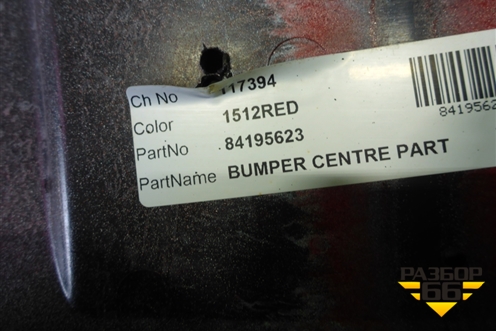 Ch No 117394
Color 1512RED
PartNo 84195623
PartName BUMPER CENTRE PART
8419562
РАЗБОР
66